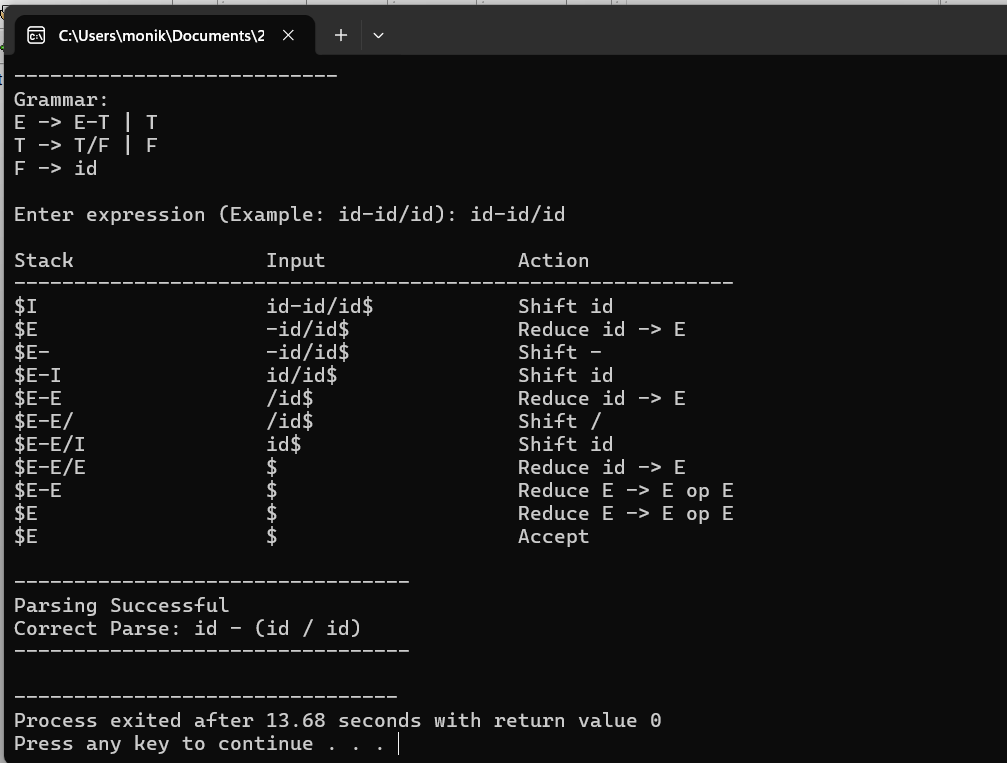 C:\Users\monik\Documents\2
---------------------------
Grammar:
E -> E-T | T
T -> T/F | F
F -> id
Enter expression (Example: id-id/id): id-id/id
Stack Input Action
------------------------------------------------------------
$I id-id/id$ Shift id
$E -id/id$ Reduce id -> E
$E- -id/id$ Shift -
$E-I id/id$ Shift id
$E-E /id$ Reduce id -> E
$E-E/ /id$ Shift /
$E-E/I id$ Shift id
$E-E/E $ Reduce id -> E
$E-E $ Reduce E -> E op E
$E $ Reduce E -> E op E
$E $ Accept
---------------------------------
Parsing Successful
Correct Parse: id - (id / id)
---------------------------------
--------------------------------
Process exited after 13.68 seconds with return value 0
Press any key to continue . . .